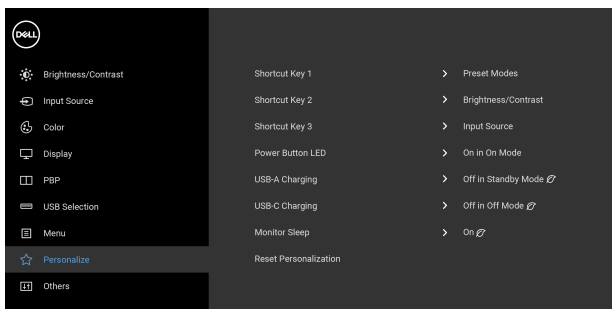 DELL
Brightness/Contrast
Input Source
Color
Display
PBP
USB Selection
Menu
Personalize
Others
Shortcut Key 1 > Preset Modes
Shortcut Key 2 > Brightness/Contrast
Shortcut Key 3 > Input Source
Power Button LED > On in On Mode
USB-A Charging > Off in Standby Mode
USB-C Charging > Off in Off Mode
Monitor Sleep > On
Reset Personalization